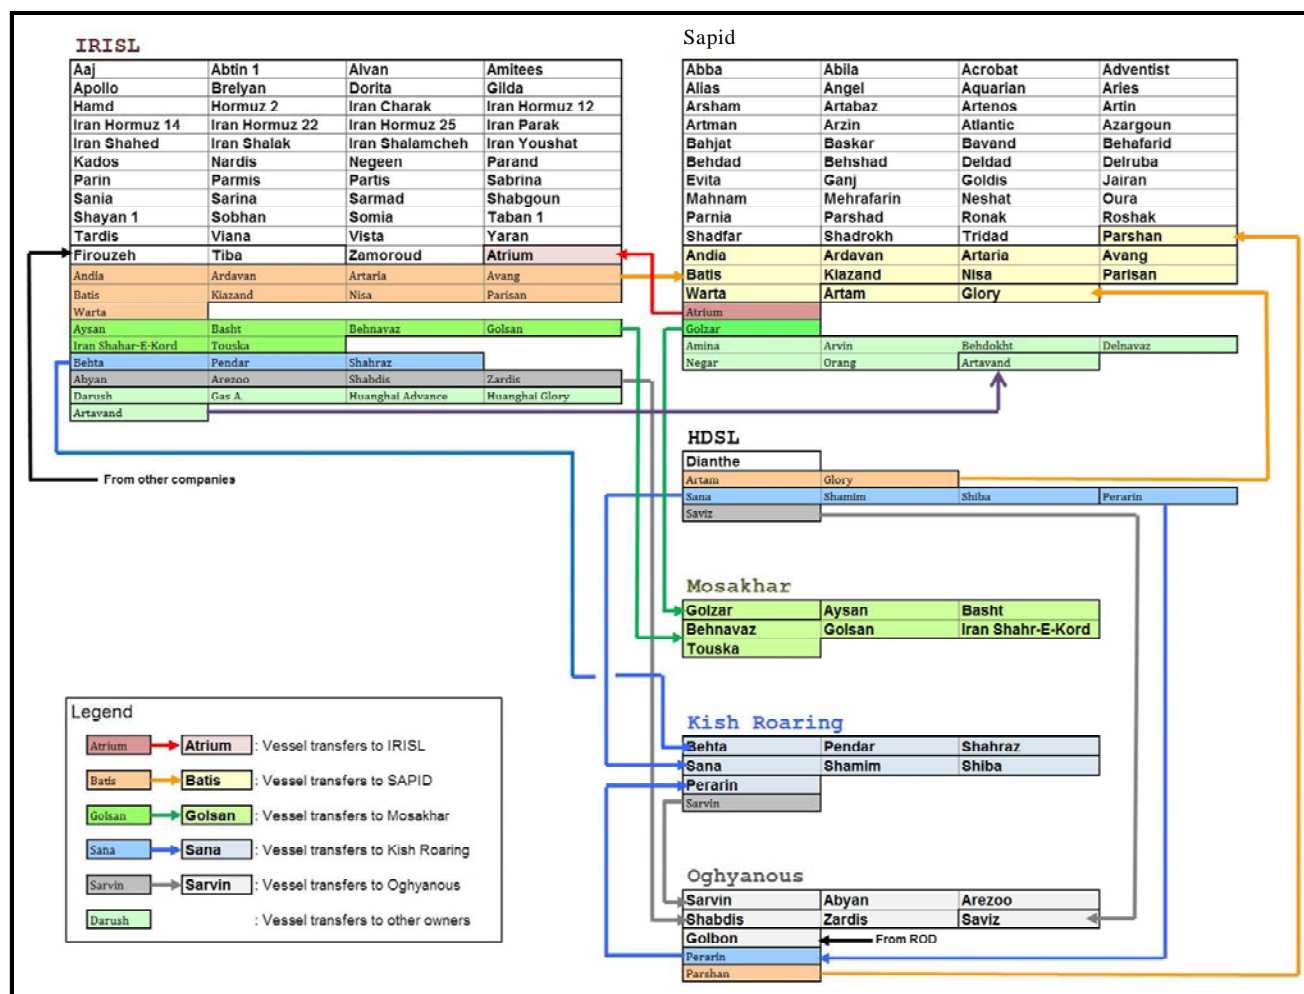 IRISL
Aaj Abtin 1 Alvan Amitees
Apollo Brelyan Dorita Gilda
Hamd Hormuz 2 Iran Charak Iran Hormuz 12
Iran Hormuz 14 Iran Hormuz 22 Iran Hormuz 25 Iran Parak
Iran Shahed Iran Shalak Iran Shalamcheh Iran Youshat
Kados Nardis Negeen Parand
Parin Parmis Partis Sabrina
Sania Sarina Sarmad Shabgoun
Shayan 1 Sobhan Somia Taban 1
Tardis Viana Vista Yaran
Firouzeh Tiba Zamoroud Atrium
Andia Ardavan Artaria Avang
Batis Kiazand Nisa Parisan
Warta
Aysan Basht Behnavaz Golsan
Iran Shahar-E-Kord Touska
Behta Pendar Shahraz
Abyan Arezoo Shabdis Zardis
Darush Gas A. Huanghai Advance Huanghai Glory
Artavand
From other companies
Sapid
Abba Abila Acrobat Adventist
Alias Angel Aquarian Aries
Arsham Artabaz Artenos Artin
Artman Arzin Atlantic Azargoun
Bahjat Baskar Bavand Behafarid
Behdad Behshad Deldad Delruba
Evita Ganj Goldis Jairan
Mahnam Mehrafarin Neshat Oura
Parnia Parshad Ronak Roshak
Shadfar Shadrokh Tridad Parshan
Andia Ardavan Artaria Avang
Batis Kiazand Nisa Parisan
Warta Artam Glory
Atrium
Golzar
Amina Arvin Behdokht Delnavaz
Negar Orang Artavand
HDSL
Dianthe
Artam Glory
Sana Shamim Shiba Perarin
Saviz
Mosakhar
Golzar Aysan Basht
Behnavaz Golsan Iran Shahr-E-Kord
Touska
Kish Roaring
Behta Pendar Shahraz
Sana Shamim Shiba
Perarin
Sarvin
Oghyanous
Sarvin Abyan Arezoo
Shabdis Zardis Saviz
Golbon From ROD
Perarin
Parshan
Legend
Atrium Atrium : Vessel transfers to IRISL
Batis Batis : Vessel transfers to SAPID
Golsan Golsan : Vessel transfers to Mosakhar
Sana Sana : Vessel transfers to Kish Roaring
Sarvin Sarvin : Vessel transfers to Oghyanous
Darush : Vessel transfers to other owners